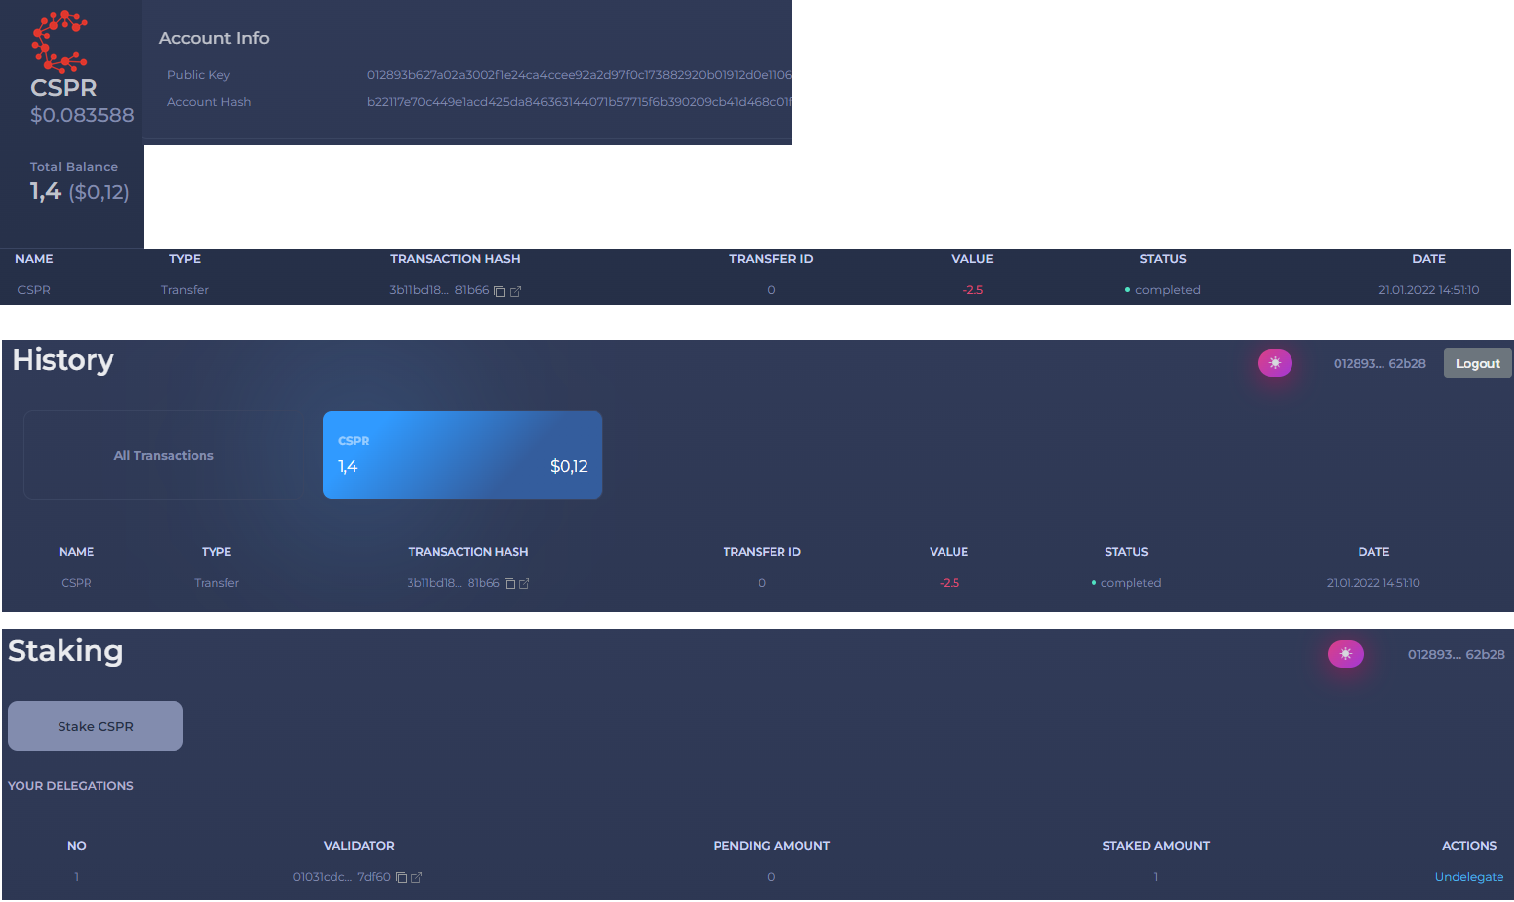 CSPR
$0.083588
Total Balance
1,4 ($0,12)
Account Info
Public Key 012893b627a02a3002f1e24ca4ccee92a2d97f0c173882920b01912d0e1106
Account Hash b22117e70c449e1acd425da846363144071b57715f6b390209cb41d468c01f
NAME TYPE TRANSACTION HASH TRANSFER ID VALUE STATUS DATE
CSPR Transfer 3b11bd18... 81b66 0 -2.5 completed 21.01.2022 14:51:10
History 012893... 62b28 Logout
All Transactions
CSPR
1,4 $0,12
NAME TYPE TRANSACTION HASH TRANSFER ID VALUE STATUS DATE
CSPR Transfer 3b11bd18... 81b66 0 -2.5 completed 21.01.2022 14:51:10
Staking 012893... 62b28
Stake CSPR
YOUR DELEGATIONS
NO VALIDATOR PENDING AMOUNT STAKED AMOUNT ACTIONS
1 01031cdc... 7df60 0 1 Undelegate